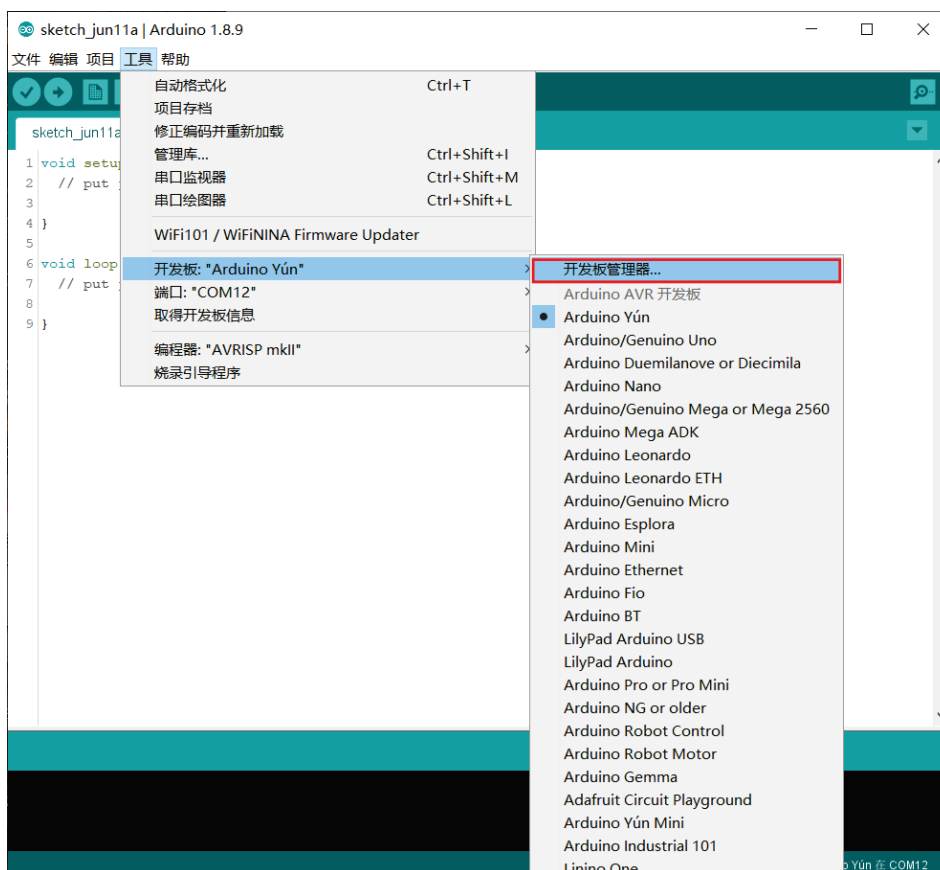 sketch_jun11a | Arduino 1.8.9
文件 编辑 项目 工具 帮助
自动格式化 Ctrl+T
项目存档
修正编码并重新加载
管理库... Ctrl+Shift+I
串口监视器 Ctrl+Shift+M
串口绘图器 Ctrl+Shift+L
WiFi101 / WiFiNINA Firmware Updater
开发板: "Arduino Yún"
端口: "COM12"
取得开发板信息
编程器: "AVRISP mkII"
烧录引导程序
sketch_jun11a
1 void setup
2 // put
3
4 }
5
6 void loop
7 // put
8
9 }
开发板管理器...
Arduino AVR 开发板
Arduino Yún
Arduino/Genuino Uno
Arduino Duemilanove or Diecimila
Arduino Nano
Arduino/Genuino Mega or Mega 2560
Arduino Mega ADK
Arduino Leonardo
Arduino Leonardo ETH
Arduino/Genuino Micro
Arduino Esplora
Arduino Mini
Arduino Ethernet
Arduino Fio
Arduino BT
LilyPad Arduino USB
LilyPad Arduino
Arduino Pro or Pro Mini
Arduino NG or older
Arduino Robot Control
Arduino Robot Motor
Arduino Gemma
Adafruit Circuit Playground
Arduino Yún Mini
Arduino Industrial 101
Linino One
Yún 在 COM12